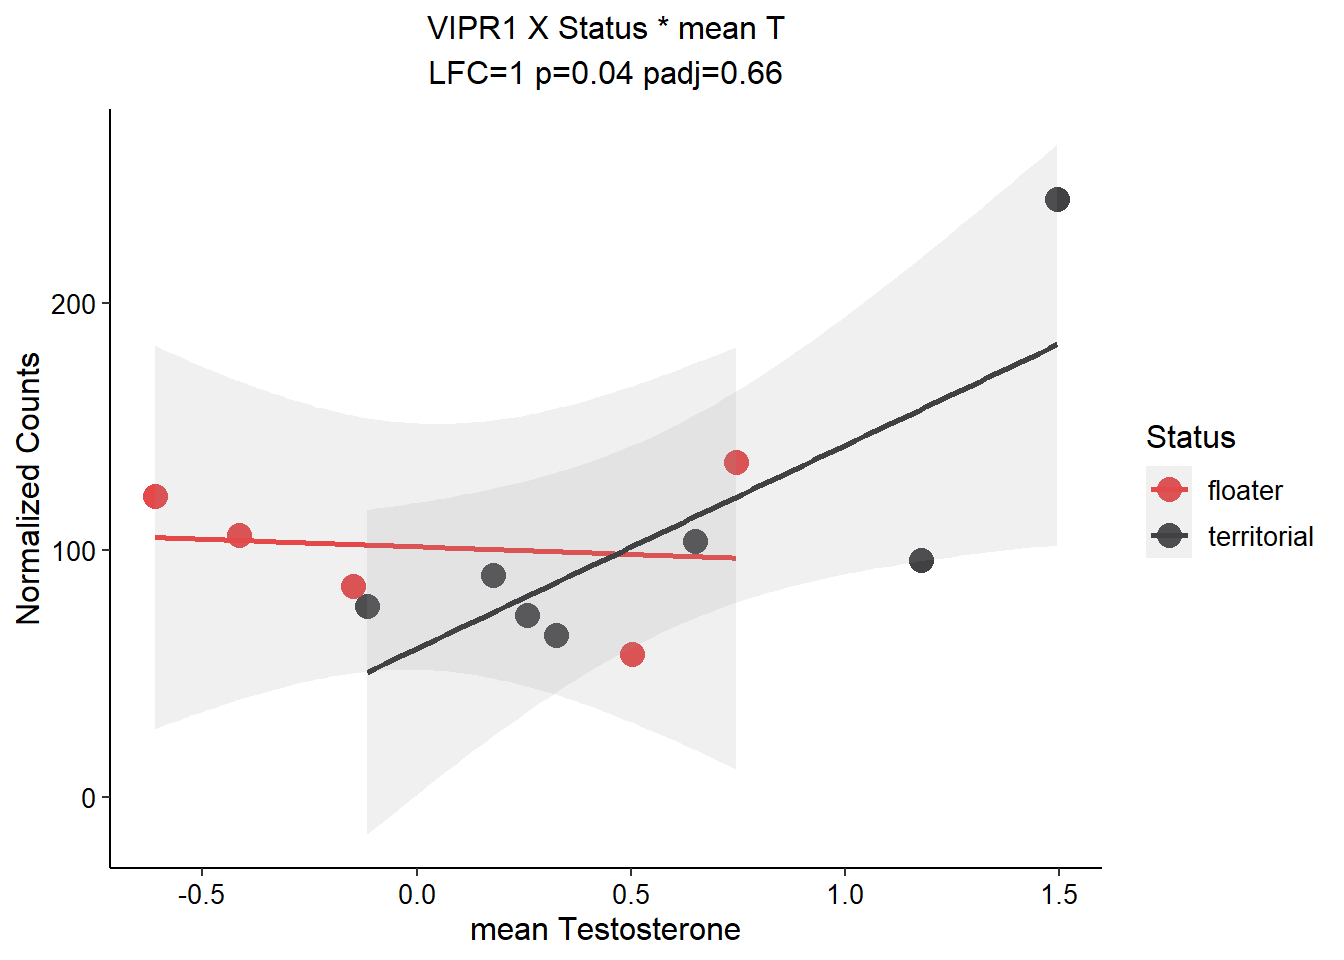 VIPR1 X Status * mean T
LFC=1 p=0.04 padj=0.66
Normalized Counts
200
100
0
-0.5
0.0
0.5
1.0
1.5
mean Testosterone
Status
floater
territorial